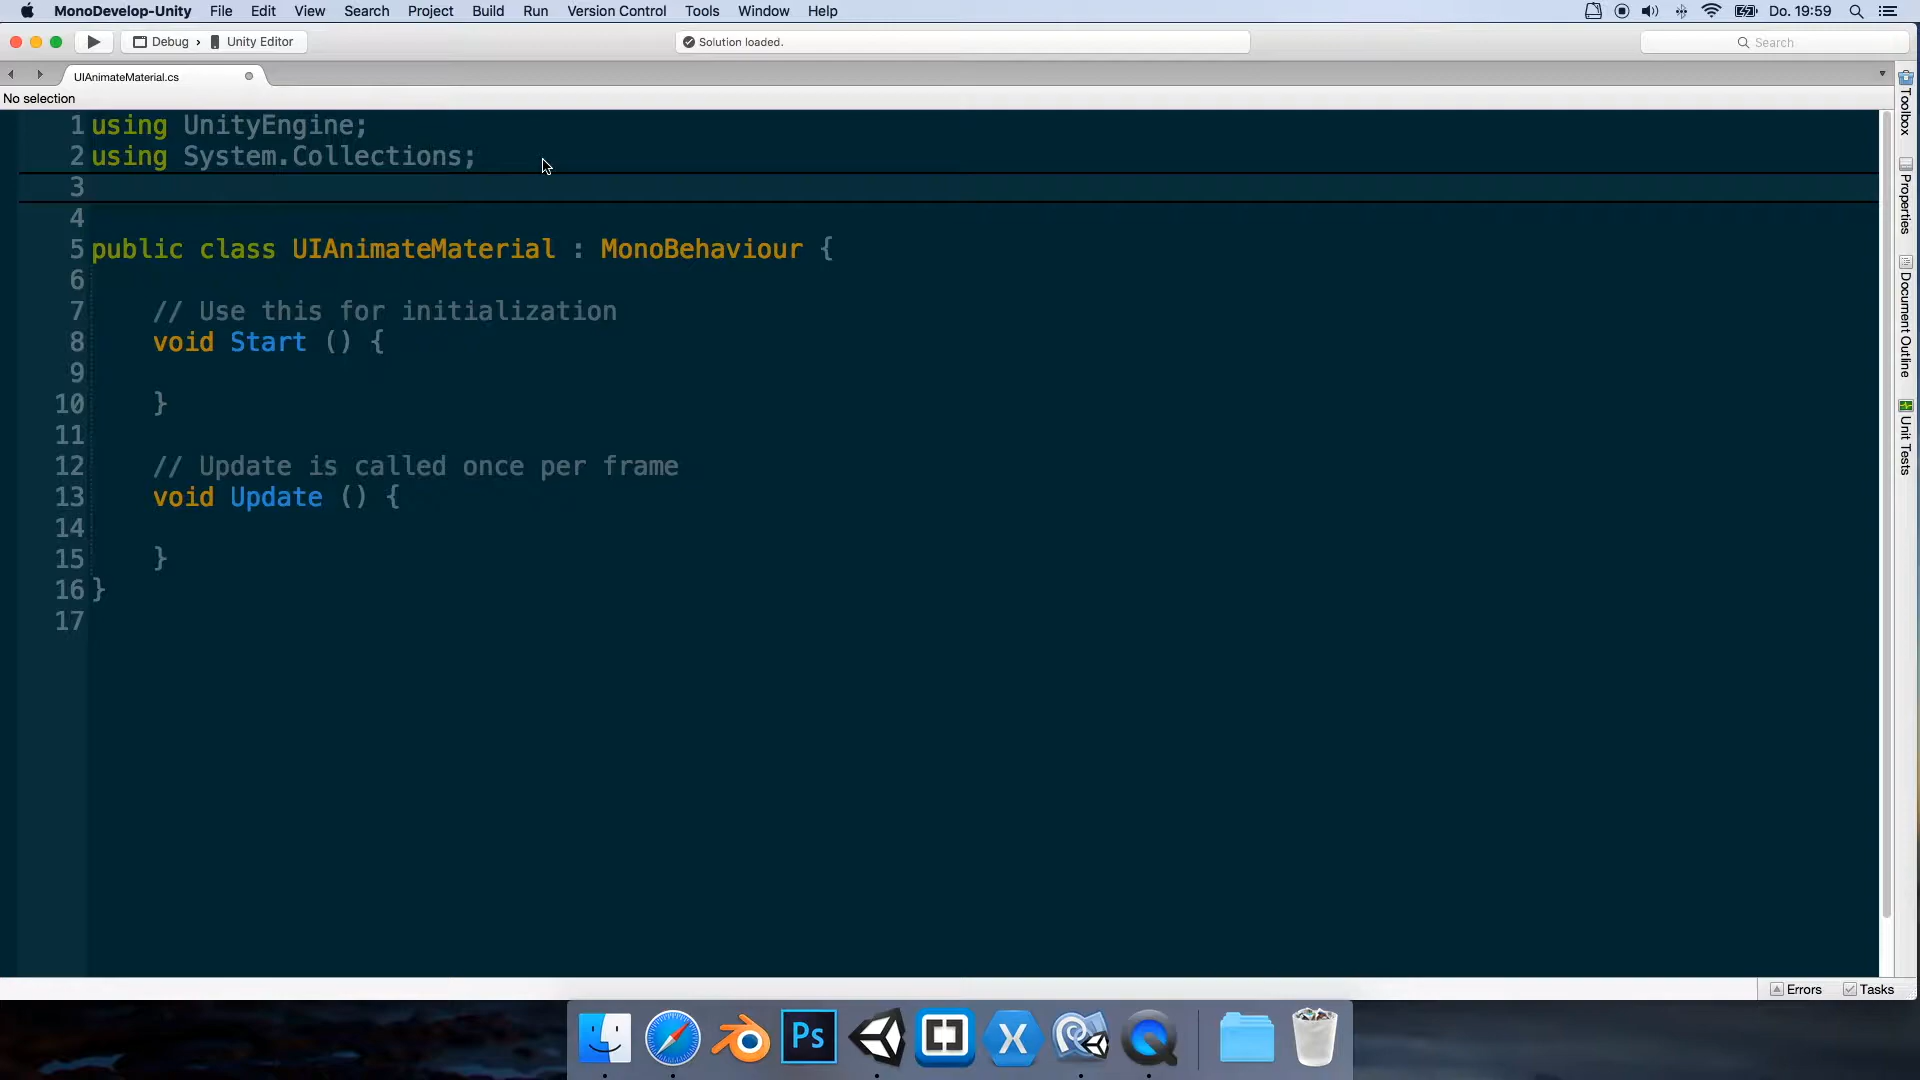 MonoDevelop-Unity File Edit View Search Project Build Run Version Control Tools Window Help Do. 19:59
Debug › Unity Editor Solution loaded. Search
UIAnimateMaterial.cs
No selection
1 using UnityEngine;
2 using System.Collections;
3
4
5 public class UIAnimateMaterial : MonoBehaviour {
6
7 // Use this for initialization
8 void Start () {
9
10 }
11
12 // Update is called once per frame
13 void Update () {
14
15 }
16 }
17
Toolbox
Properties
Document Outline
Unit Tests
Errors Tasks
Ps